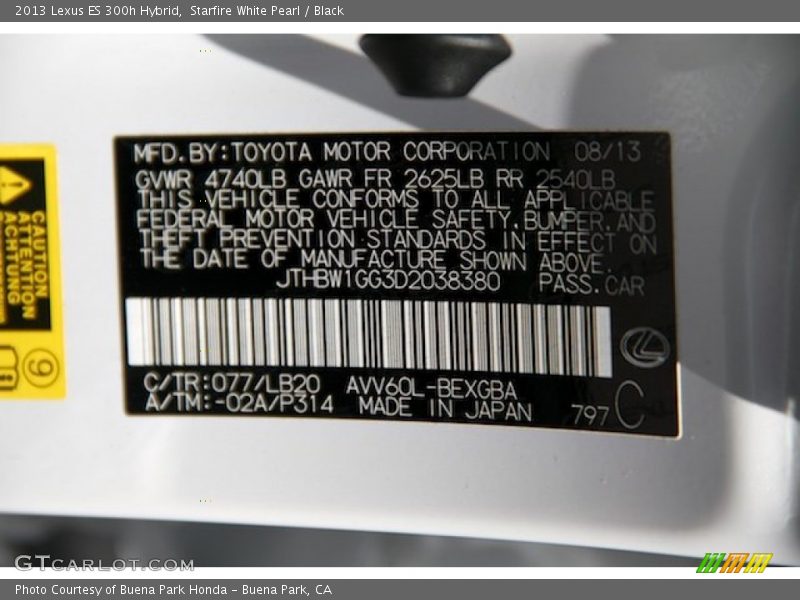 2013 Lexus ES 300h Hybrid, Starfire White Pearl / Black
MFD.BY:TOYOTA MOTOR CORPORATION 08/13
GVWR 4740LB GAWR FR 2625LB RR 2540LB
THIS VEHICLE CONFORMS TO ALL APPLICABLE
FEDERAL MOTOR VEHICLE SAFETY,BUMPER,AND
THEFT PREVENTION STANDARDS IN EFFECT ON
THE DATE OF MANUFACTURE SHOWN ABOVE.
JTHBW1GG3D2038380 PASS.CAR
C/TR:077/LB20 AVV60L-BEXGBA
A/TM:-02A/P314 MADE IN JAPAN 797 C
CAUTION
ATTENTION
ACHTUNG
9
GTCARLOT.COM
Photo Courtesy of Buena Park Honda - Buena Park, CA